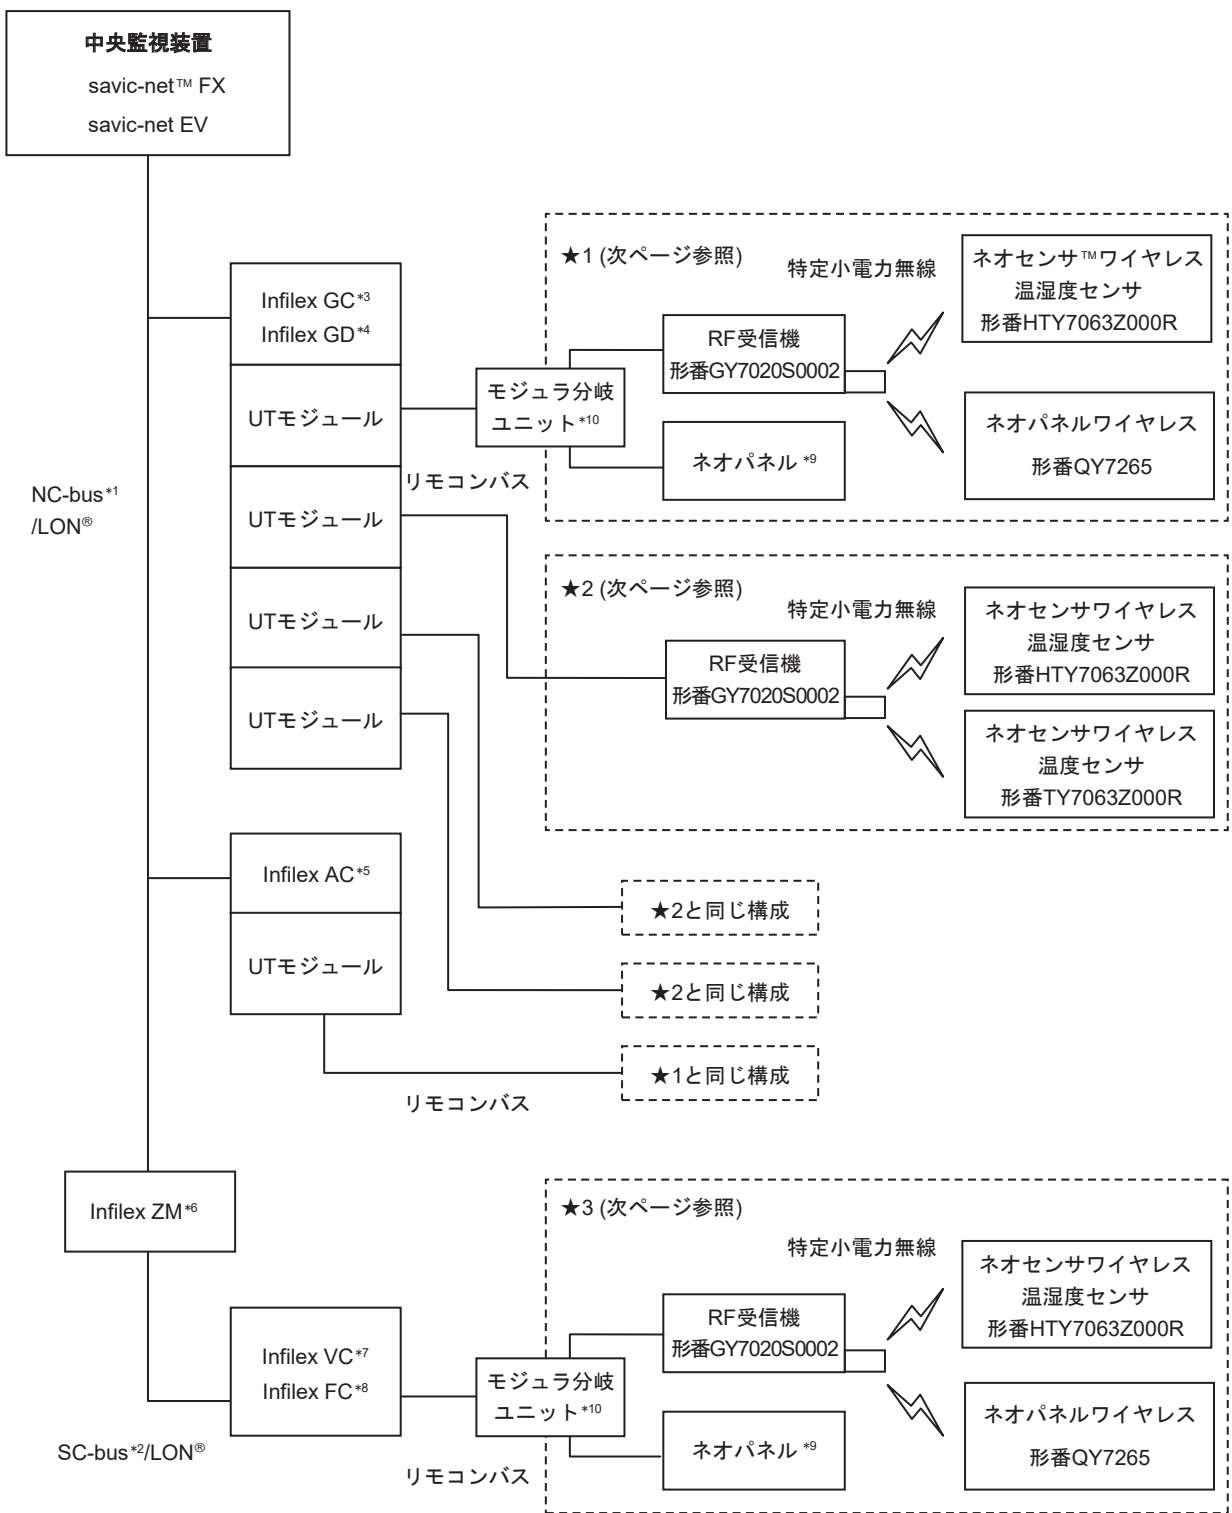 中央監視装置
savic-net™ FX
savic-net EV
NC-bus*1
/LON®
Infilex GC*3
Infilex GD*4
UTモジュール
UTモジュール
UTモジュール
UTモジュール
リモコンバス
モジュラ分岐
ユニット*10
★1 (次ページ参照)
特定小電力無線
RF受信機
形番GY7020S0002
ネオパネル*9
ネオセンサ™ワイヤレス
温湿度センサ
形番HTY7063Z000R
ネオパネルワイヤレス
形番QY7265
★2 (次ページ参照)
特定小電力無線
RF受信機
形番GY7020S0002
ネオセンサワイヤレス
温湿度センサ
形番HTY7063Z000R
ネオセンサワイヤレス
温度センサ
形番TY7063Z000R
Infilex AC*5
UTモジュール
★2と同じ構成
★2と同じ構成
★1と同じ構成
リモコンバス
Infilex ZM*6
Infilex VC*7
Infilex FC*8
SC-bus*2/LON®
リモコンバス
モジュラ分岐
ユニット*10
★3 (次ページ参照)
特定小電力無線
RF受信機
形番GY7020S0002
ネオパネル*9
ネオセンサワイヤレス
温湿度センサ
形番HTY7063Z000R
ネオパネルワイヤレス
形番QY7265